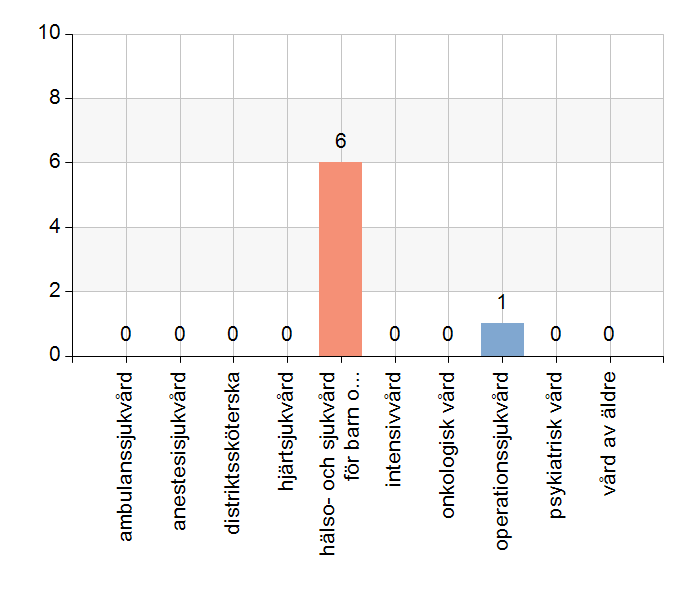 10
8
6
4
2
0
0
0
0
0
6
0
0
1
0
0
ambulanssjukvård
anestesisjukvård
distriktssköterska
hjärtsjukvård
hälso- och sjukvård
för barn o...
intensivvård
onkologisk vård
operationssjukvård
psykiatrisk vård
vård av äldre